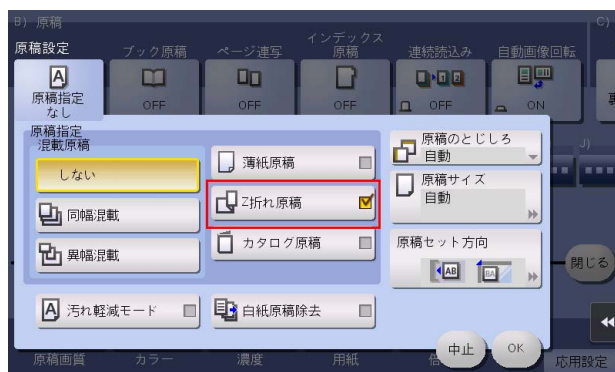 B) 原稿
C)
原稿設定
ブック原稿
ページ連写
インデックス
原稿
連続読込み
自動画像回転
原稿指定
なし
OFF
OFF
OFF
OFF
ON
原稿指定
混載原稿
しない
同幅混載
異幅混載
薄紙原稿
Z折れ原稿
カタログ原稿
原稿のとじしろ
自動
原稿サイズ
自動
原稿セット方向
汚れ軽減モード
白紙原稿除去
J)
閉じる
中止
OK
原稿画質
カラー
濃度
用紙
応用設定